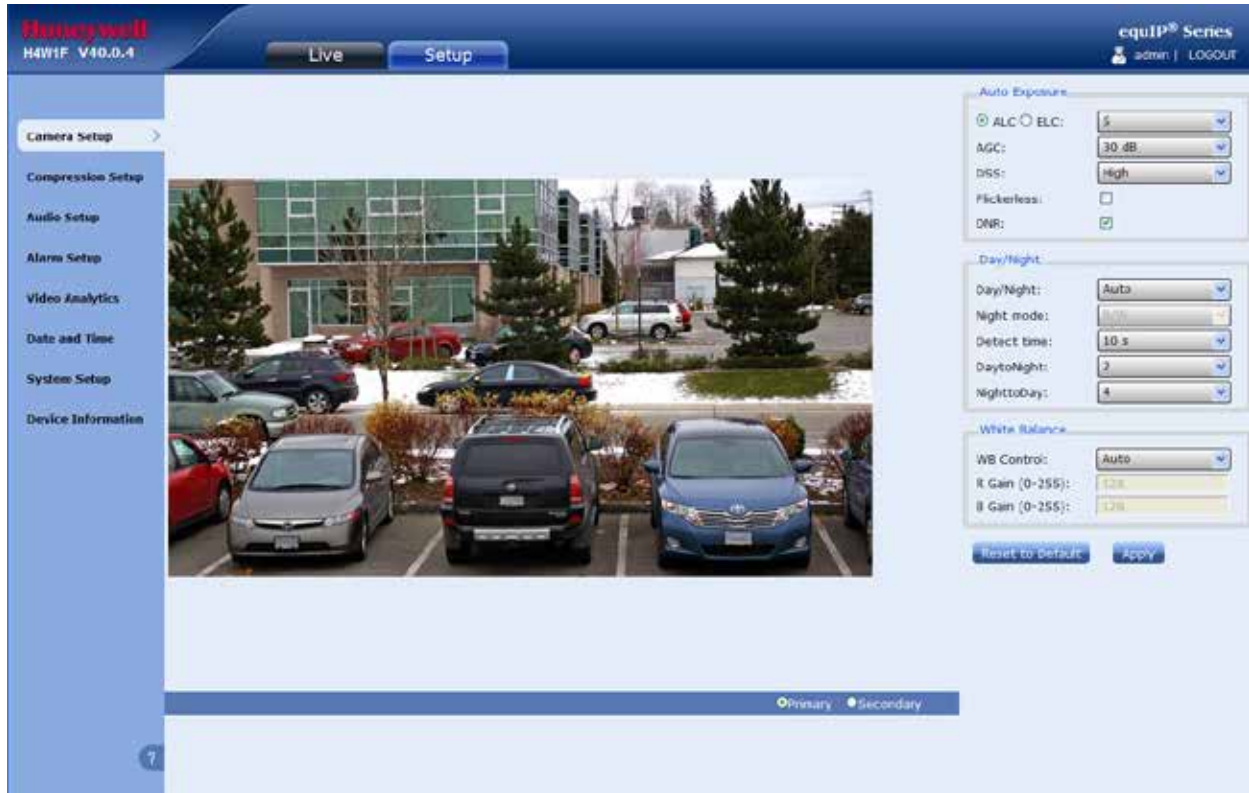 Honeywell
H4W1F V40.0.4
Live
Setup
equIP® Series
admin | LOGOUT
Camera Setup
Compression Setup
Audio Setup
Alarm Setup
Video Analytics
Date and Time
System Setup
Device Information
7
Auto Exposure
ALC ELC: 5
AGC: 30 dB
DSS: High
Flickerless:
DNR:
Day/Night
Day/Night: Auto
Night mode: B/W
Detect time: 10 s
DaytoNight: 2
NighttoDay: 4
White Balance
WB Control: Auto
R Gain (0-255): 128
B Gain (0-255): 128
Reset to Default Apply
Primary Secondary